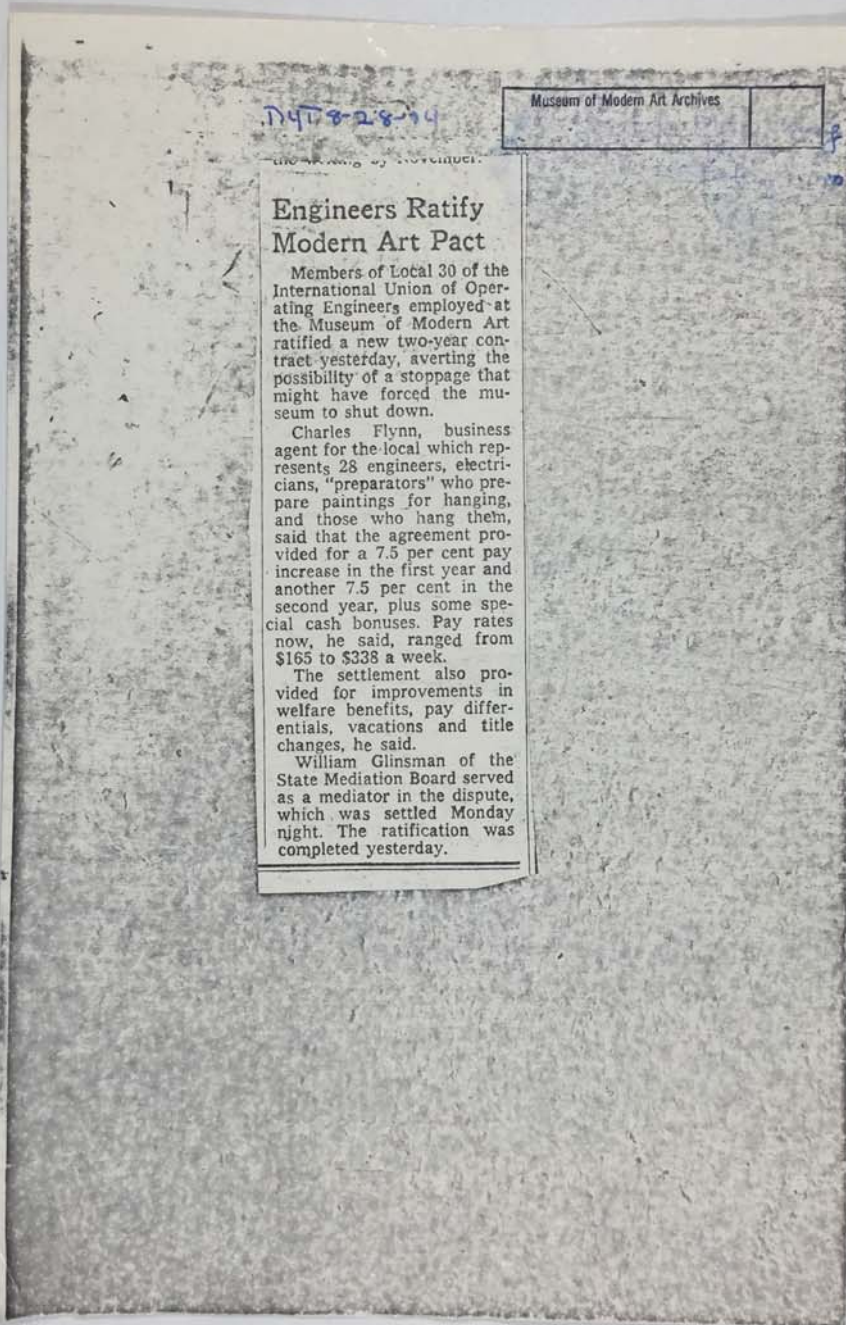 Museum of Modern Art Archives
NYT 8-28-74
Engineers Ratify
Modern Art Pact
Members of Local 30 of the
International Union of Oper-
ating Engineers employed at
the Museum of Modern Art
ratified a new two-year con-
tract yesterday, averting the
possibility of a stoppage that
might have forced the mu-
seum to shut down.
Charles Flynn, business
agent for the local which rep-
resents 28 engineers, electri-
cians, "preparators" who pre-
pare paintings for hanging,
and those who hang them,
said that the agreement pro-
vided for a 7.5 per cent pay
increase in the first year and
another 7.5 per cent in the
second year, plus some spe-
cial cash bonuses. Pay rates
now, he said, ranged from
$165 to $338 a week.
The settlement also pro-
vided for improvements in
welfare benefits, pay differ-
entials, vacations and title
changes, he said.
William Glinsman of the
State Mediation Board served
as a mediator in the dispute,
which was settled Monday
night. The ratification was
completed yesterday.